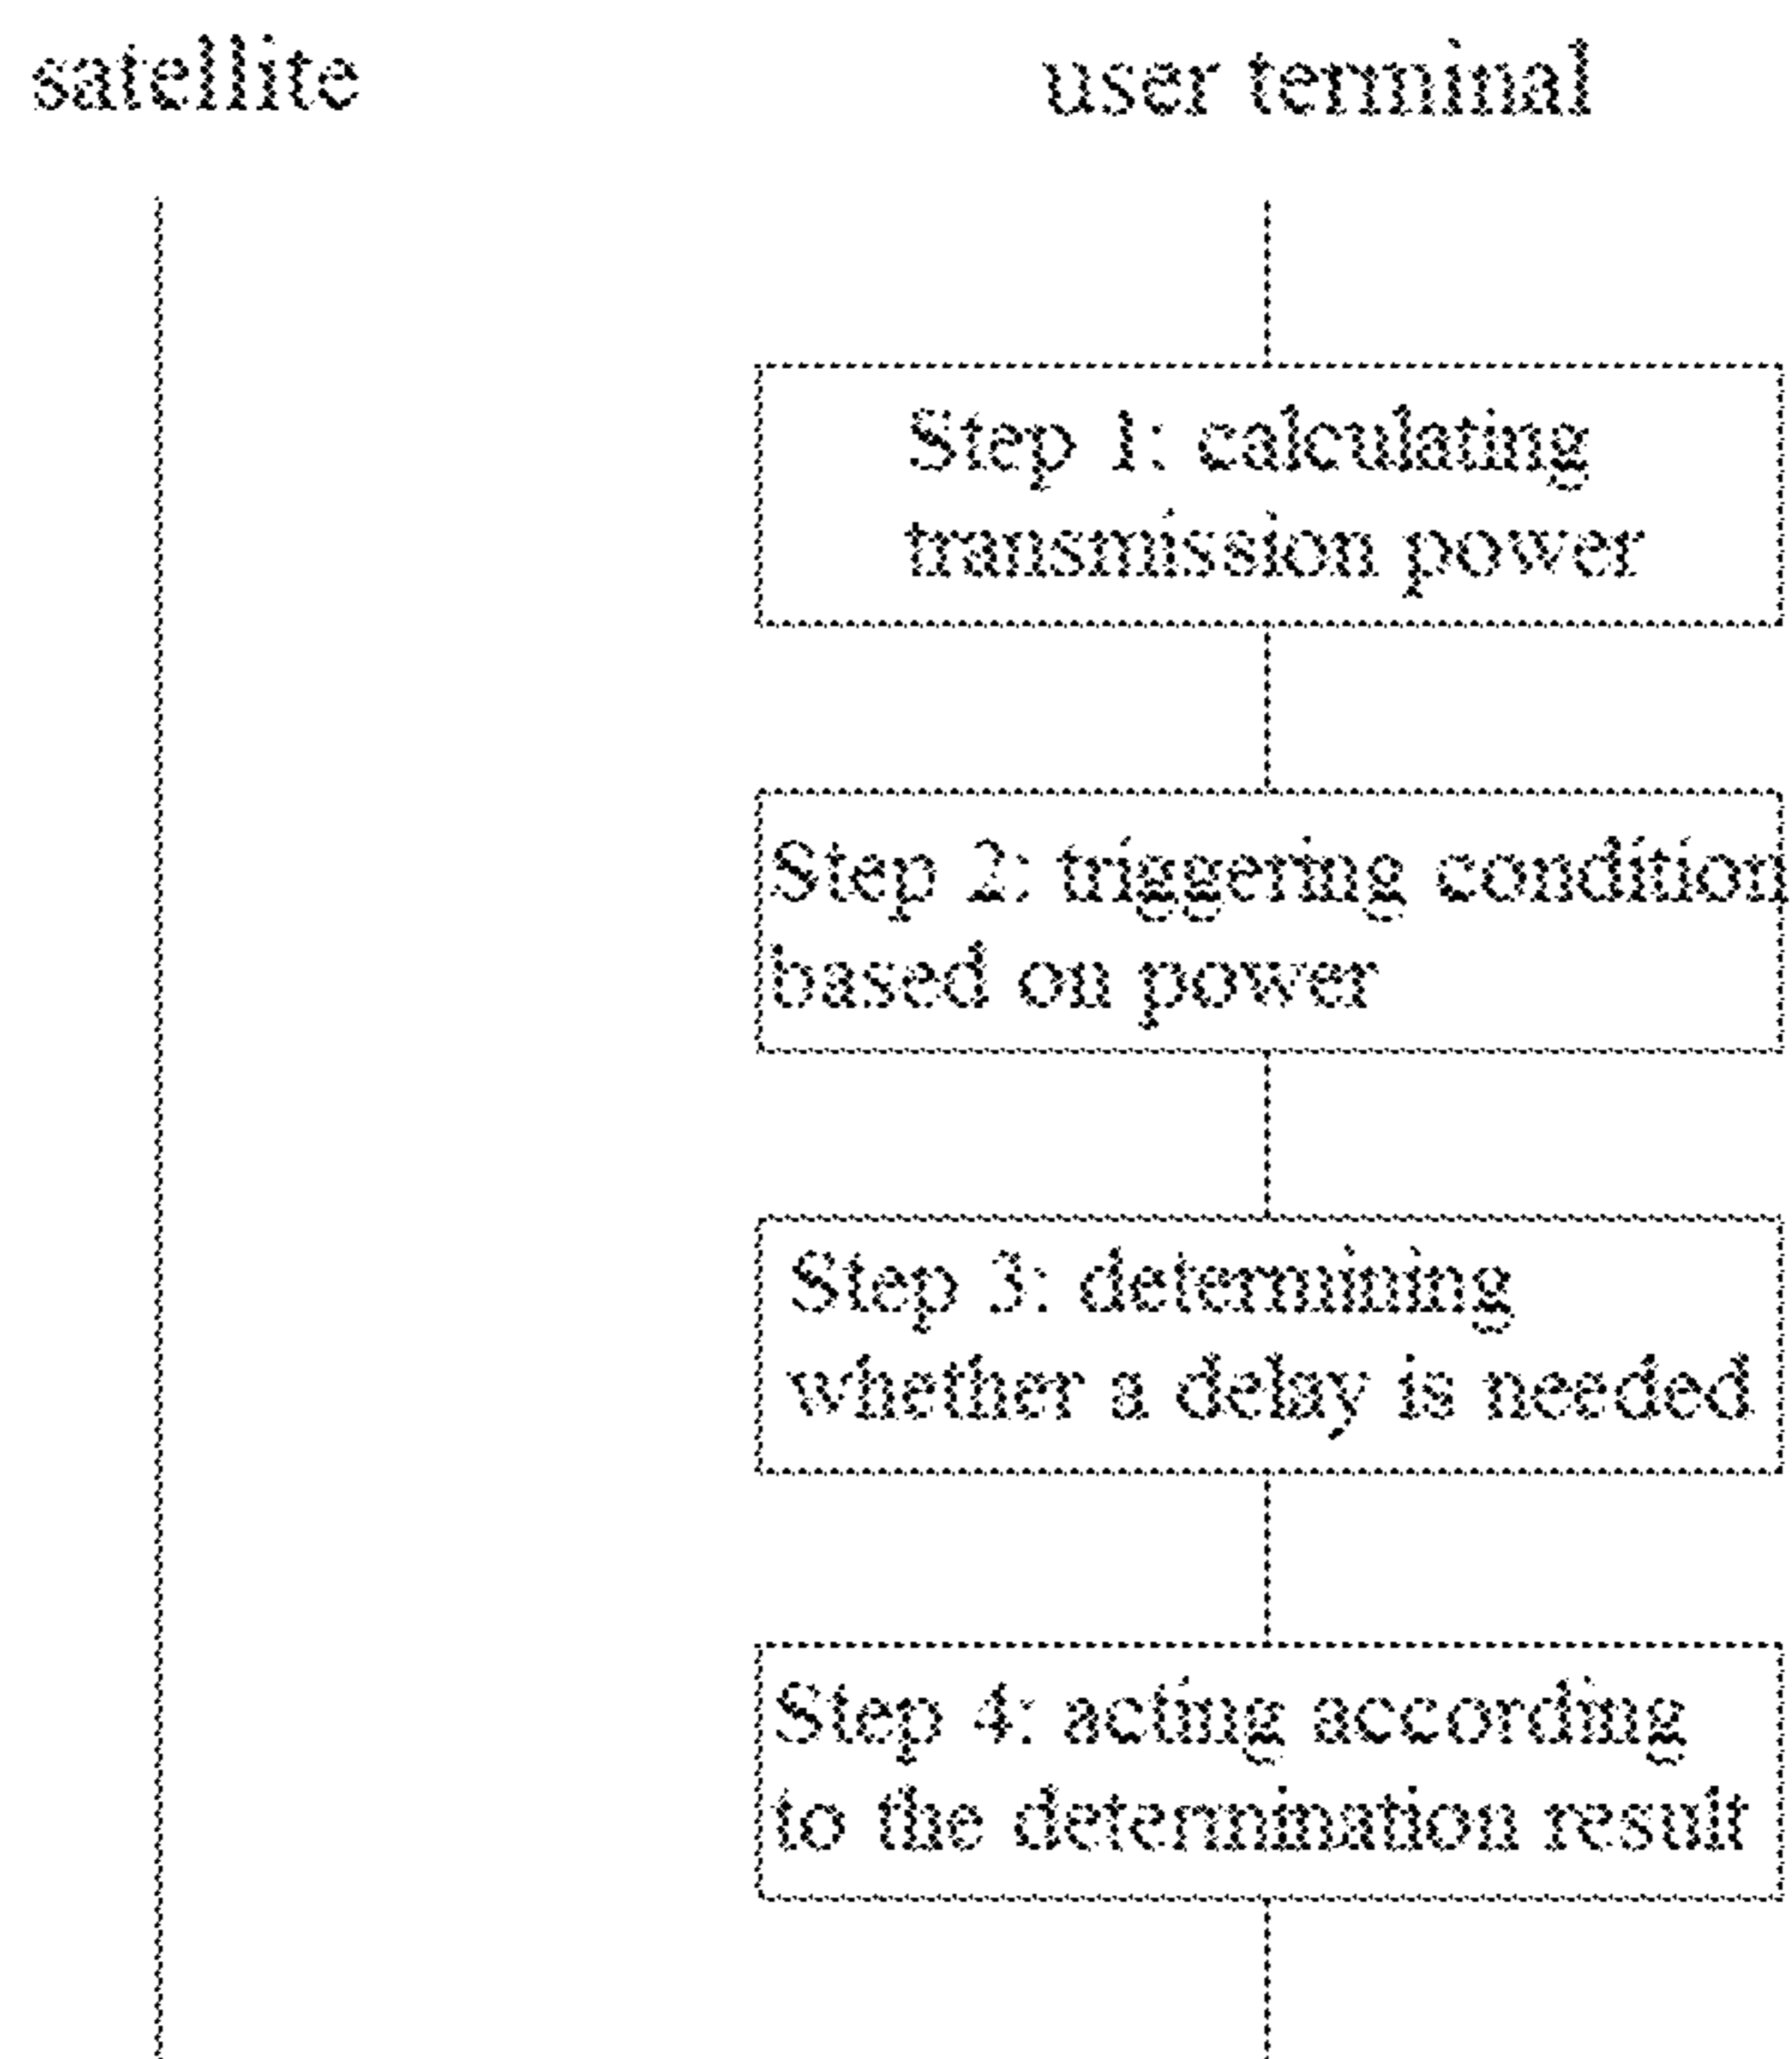 satellite
user terminal
Step 1: calculating
transmission power
Step 2: triggering condition
based on power
Step 3: determining
whether a delay is needed
Step 4: acting according
to the determination result